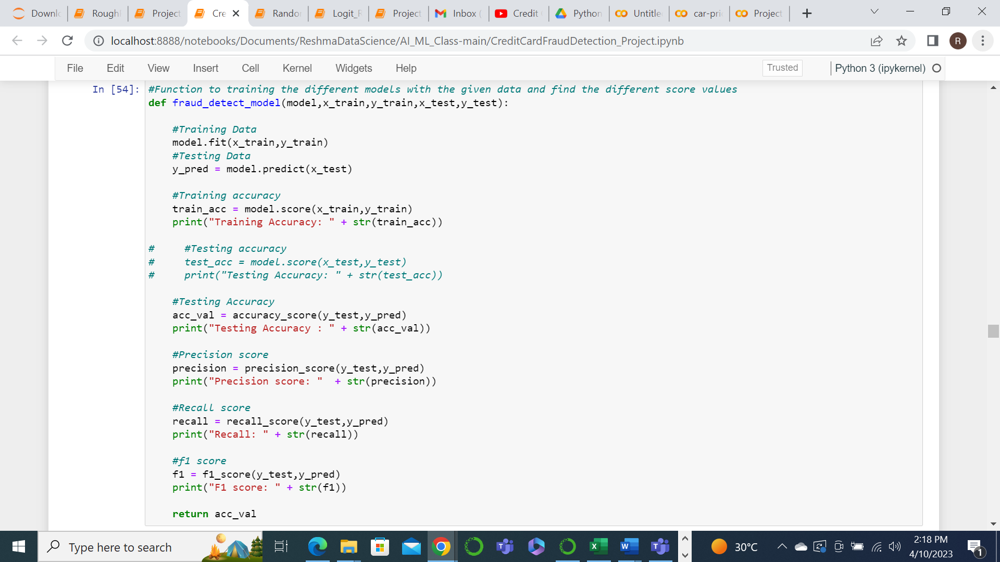 Downlo
Roughl
Project
Cre
Randor
Logit_R
Project
Inbox (
Credit
Python
Untitle
car-pri
Project
localhost:8888/notebooks/Documents/ReshmaDataScience/AI_ML_Class-main/CreditCardFraudDetection_Project.ipynb
R
File Edit View Insert Cell Kernel Widgets Help
Trusted
Python 3 (ipykernel)
In [54]: #Function to training the different models with the given data and find the different score values
def fraud_detect_model(model,x_train,y_train,x_test,y_test):
#Training Data
model.fit(x_train,y_train)
#Testing Data
y_pred = model.predict(x_test)
#Training accuracy
train_acc = model.score(x_train,y_train)
print("Training Accuracy: " + str(train_acc))
#     #Testing accuracy
#     test_acc = model.score(x_test,y_test)
#     print("Testing Accuracy: " + str(test_acc))
#Testing Accuracy
acc_val = accuracy_score(y_test,y_pred)
print("Testing Accuracy : " + str(acc_val))
#Precision score
precision = precision_score(y_test,y_pred)
print("Precision score: "  + str(precision))
#Recall score
recall = recall_score(y_test,y_pred)
print("Recall: " + str(recall))
#f1 score
f1 = f1_score(y_test,y_pred)
print("F1 score: " + str(f1))
return acc_val
Type here to search
30°C
2:18 PM
4/10/2023
1